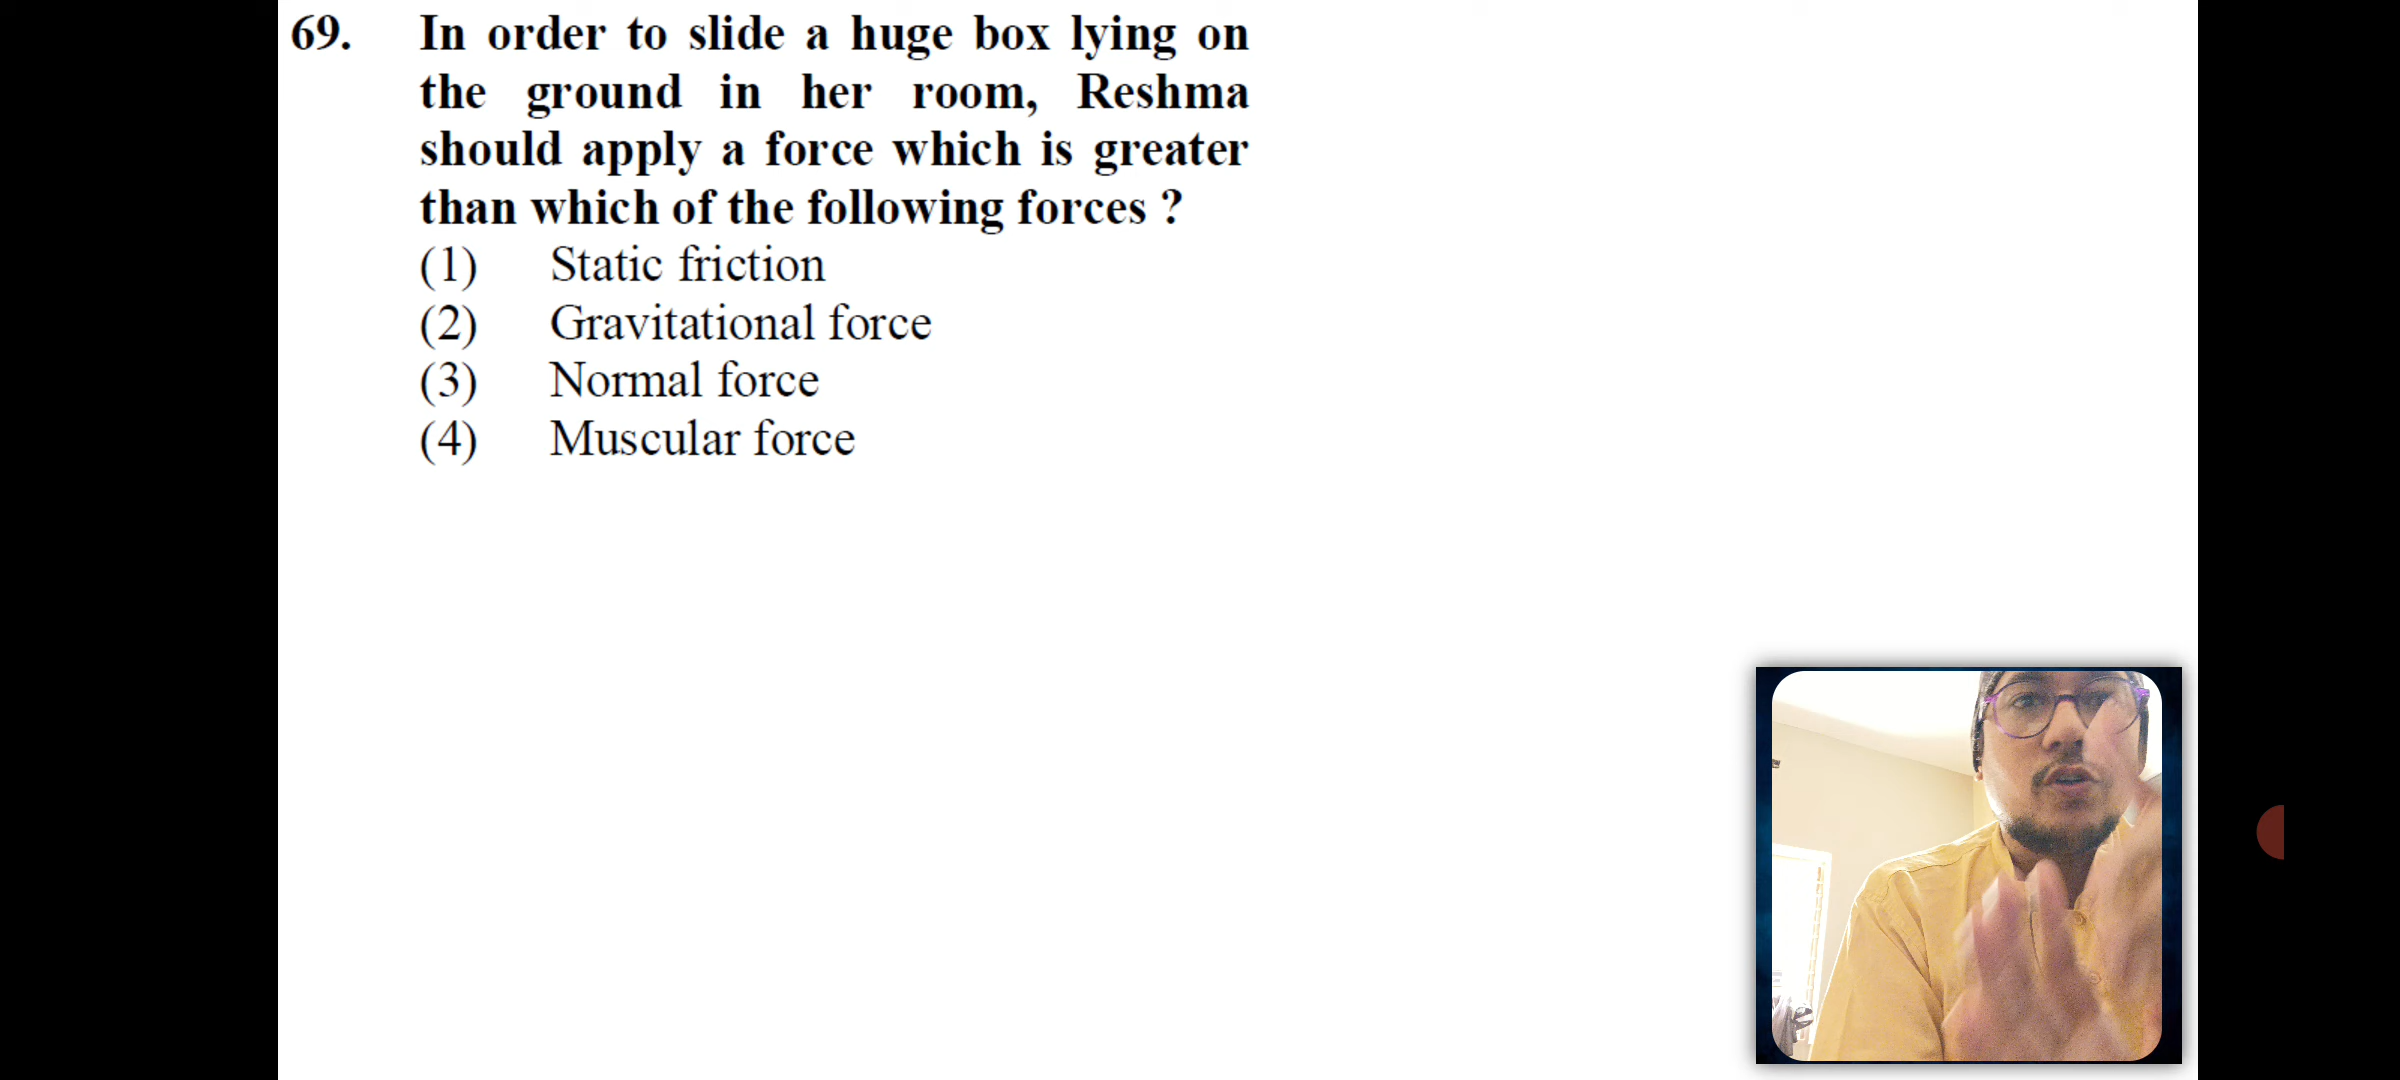 69. In order to slide a huge box lying on
the ground in her room, Reshma
should apply a force which is greater
than which of the following forces ?
(1) Static friction
(2) Gravitational force
(3) Normal force
(4) Muscular force